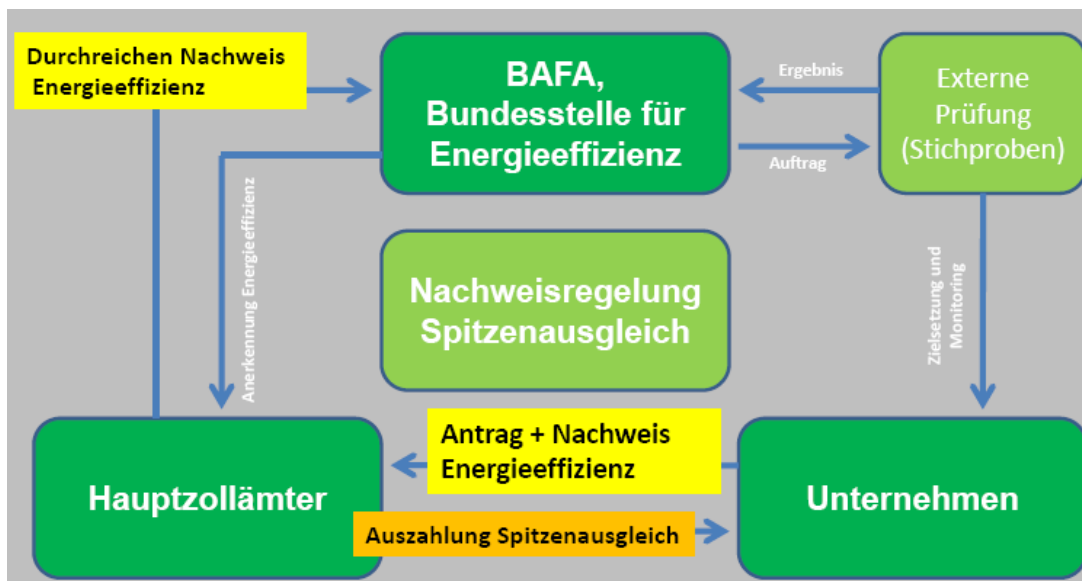 Durchreichen Nachweis
Energieeffizienz
BAFA,
Bundesstelle für
Energieeffizienz
Ergebnis
Auftrag
Externe
Prüfung
(Stichproben)
Anerkennung Energieeffizienz
Nachweisregelung
Spitzenausgleich
Zielsetzung und
Monitoring
Hauptzollämter
Antrag + Nachweis
Energieeffizienz
Auszahlung Spitzenausgleich
Unternehmen